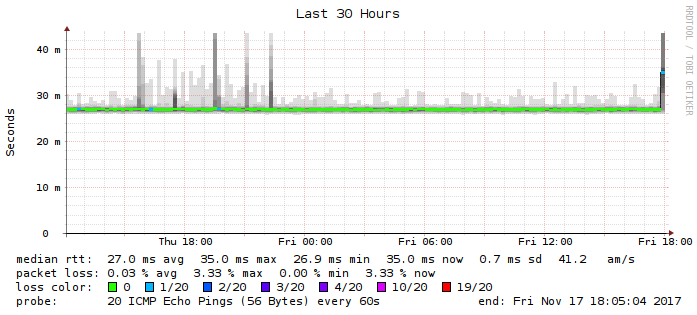 Last 30 Hours
RRDTOOL / TOBI OETIKER
Seconds
40 m
30 m
20 m
10 m
0
Thu 18:00 Fri 00:00 Fri 06:00 Fri 12:00 Fri 18:00
median rtt: 27.0 ms avg 35.0 ms max 26.9 ms min 35.0 ms now 0.7 ms sd 41.2 am/s
packet loss: 0.03 % avg 3.33 % max 0.00 % min 3.33 % now
loss color: 0 1/20 2/20 3/20 4/20 10/20 19/20
probe: 20 ICMP Echo Pings (56 Bytes) every 60s end: Fri Nov 17 18:05:04 2017